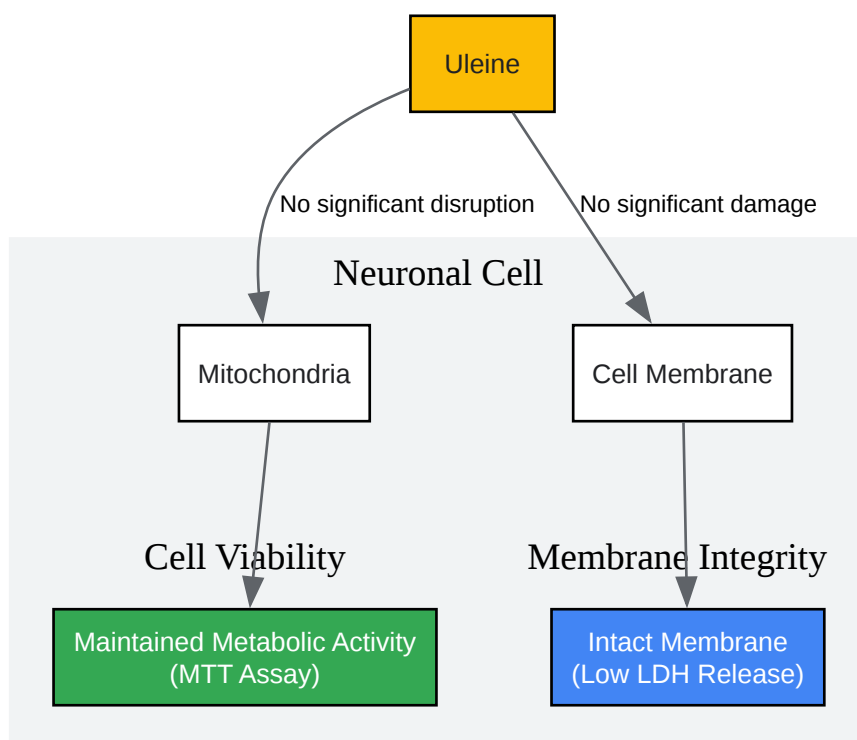 Uleine
No significant disruption
No significant damage
Neuronal Cell
Mitochondria
Cell Membrane
Cell Viability
Membrane Integrity
Maintained Metabolic Activity
(MTT Assay)
Intact Membrane
(Low LDH Release)